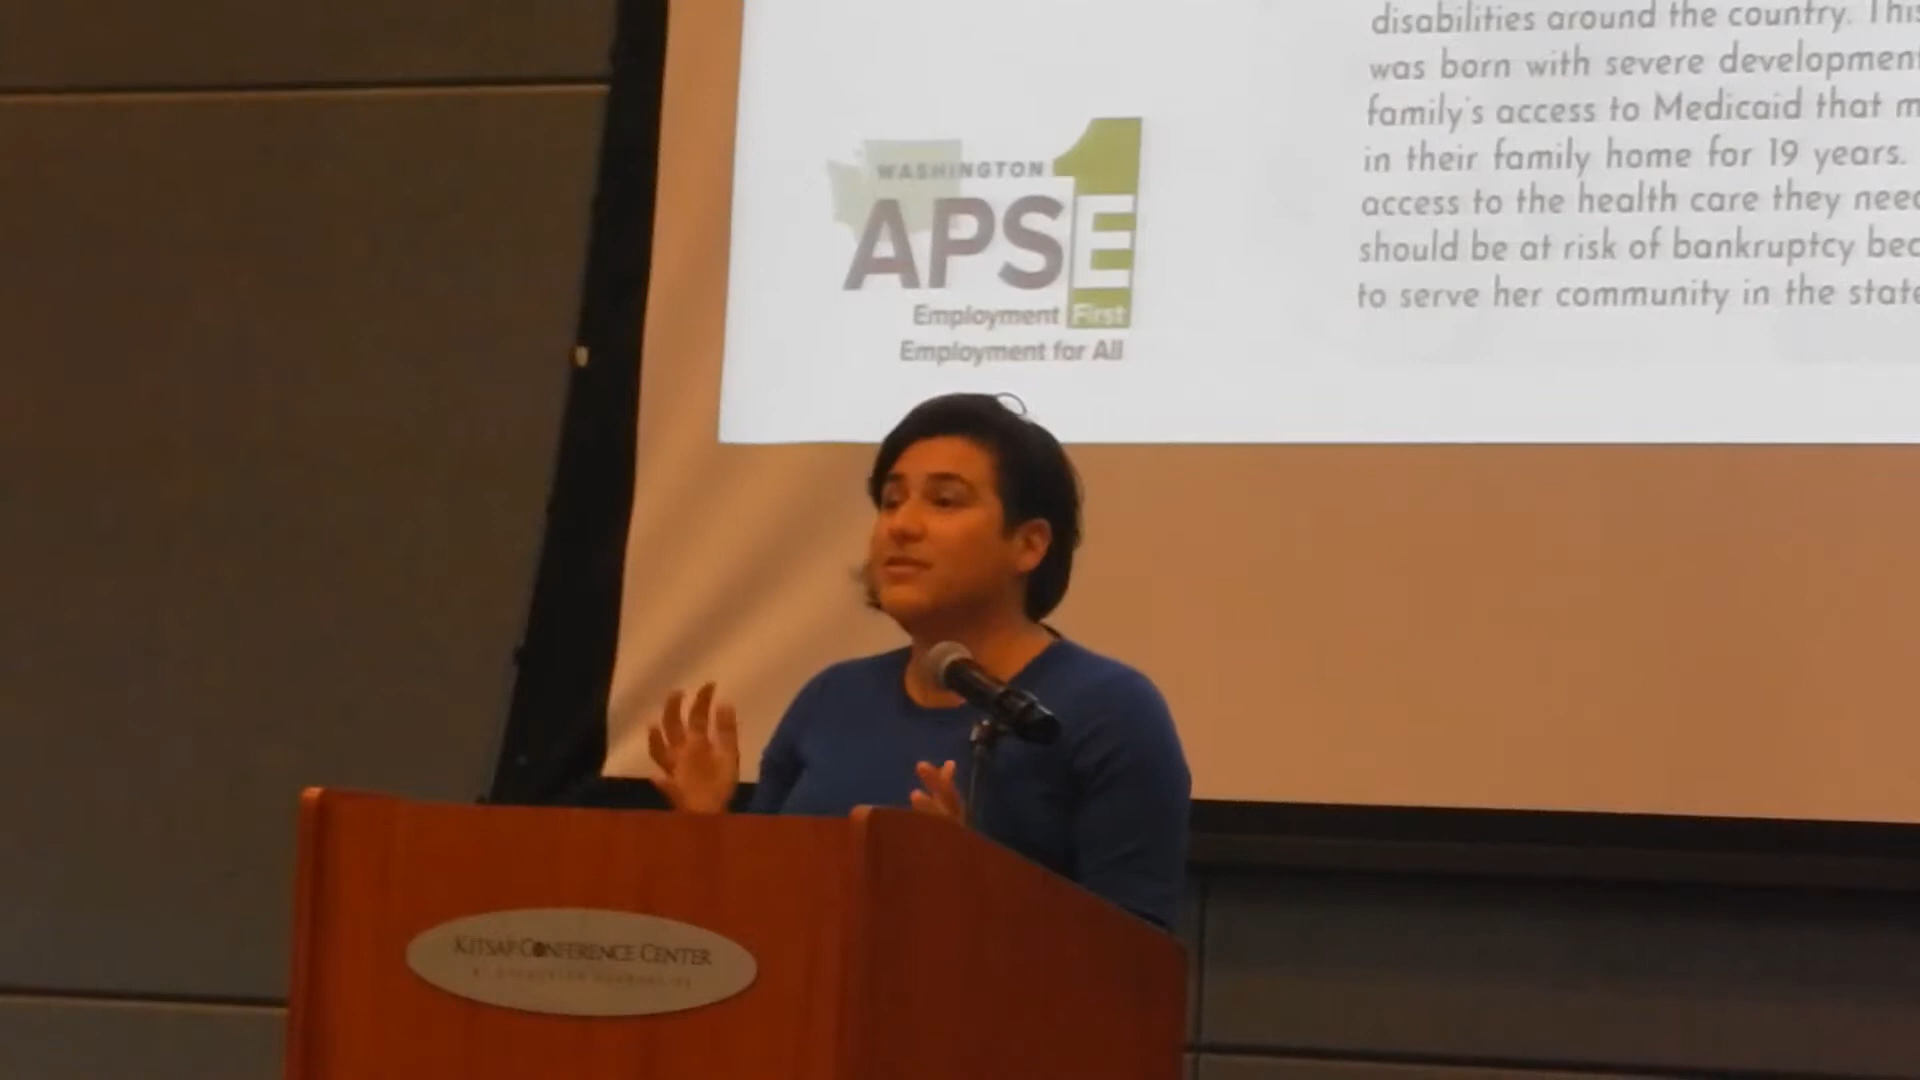 disabilities around the country. This
was born with severe development
family's access to Medicaid that m
in their family home for 19 years.
access to the health care they need
should be at risk of bankruptcy bec
to serve her community in the state
WASHINGTON
APSE
Employment First
Employment for All
KITSAP CONFERENCE CENTER